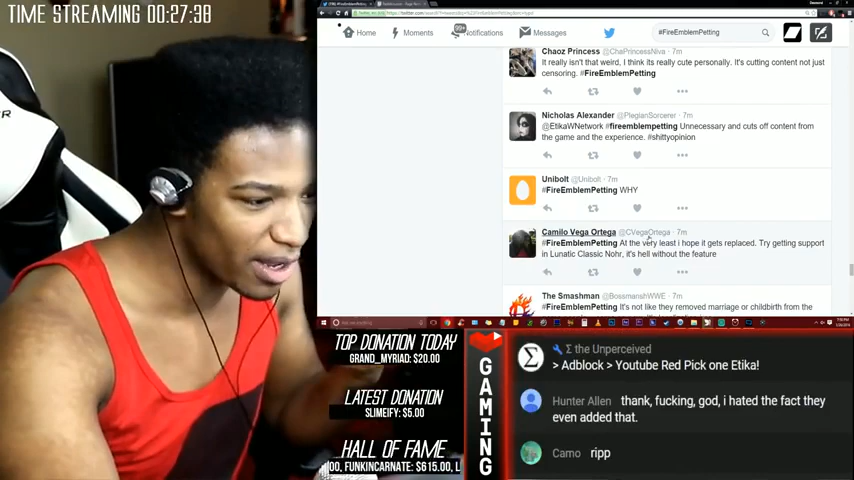 TIME STREAMING 00:27:38
Home
Moments
Notifications
Messages
#FireEmblemPetting
Chaoz Princess @ChaPrincessNiva · 7m
It really isn't that weird, I think its really cute personally. It's cutting content not just
censoring. #FireEmblemPetting
Nicholas Alexander @PlegianSorcerer · 7m
@EtikaWNetwork #fireemblempetting Unnecessary and cuts off content from
the game and the experience. #shittyopinion
Unibolt @Unibolt · 7m
#FireEmblemPetting WHY
Camilo Vega Ortega @CVegaOrtega · 7m
#FireEmblemPetting At the very least i hope it gets replaced. Try getting support
in Lunatic Classic Nohr, it's hell without the feature
The Smashman @BossmanshWWE · 7m
#FireEmblemPetting It's not like they removed marriage or childbirth from the
TOP DONATION TODAY
GRAND_MYRIAD: $20.00
LATEST DONATION
SLIMEIFY: $5.00
HALL OF FAME
00, FUNKINCARNATE: $615.00, L
GAMING
Σ the Unperceived
> Adblock > Youtube Red Pick one Etika!
Hunter Allen thank, fucking, god, i hated the fact they
even added that.
Camo ripp